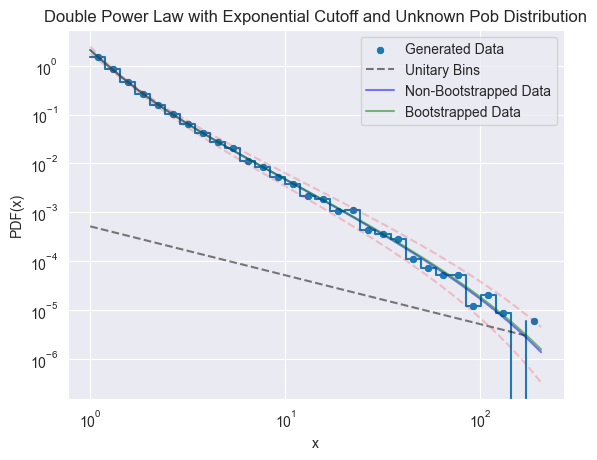 Double Power Law with Exponential Cutoff and Unknown Pob Distribution
Generated Data
Unitary Bins
Non-Bootstrapped Data
Bootstrapped Data
PDF(x)
10⁰
10⁻¹
10⁻²
10⁻³
10⁻⁴
10⁻⁵
10⁻⁶
10⁰
10¹
10²
x